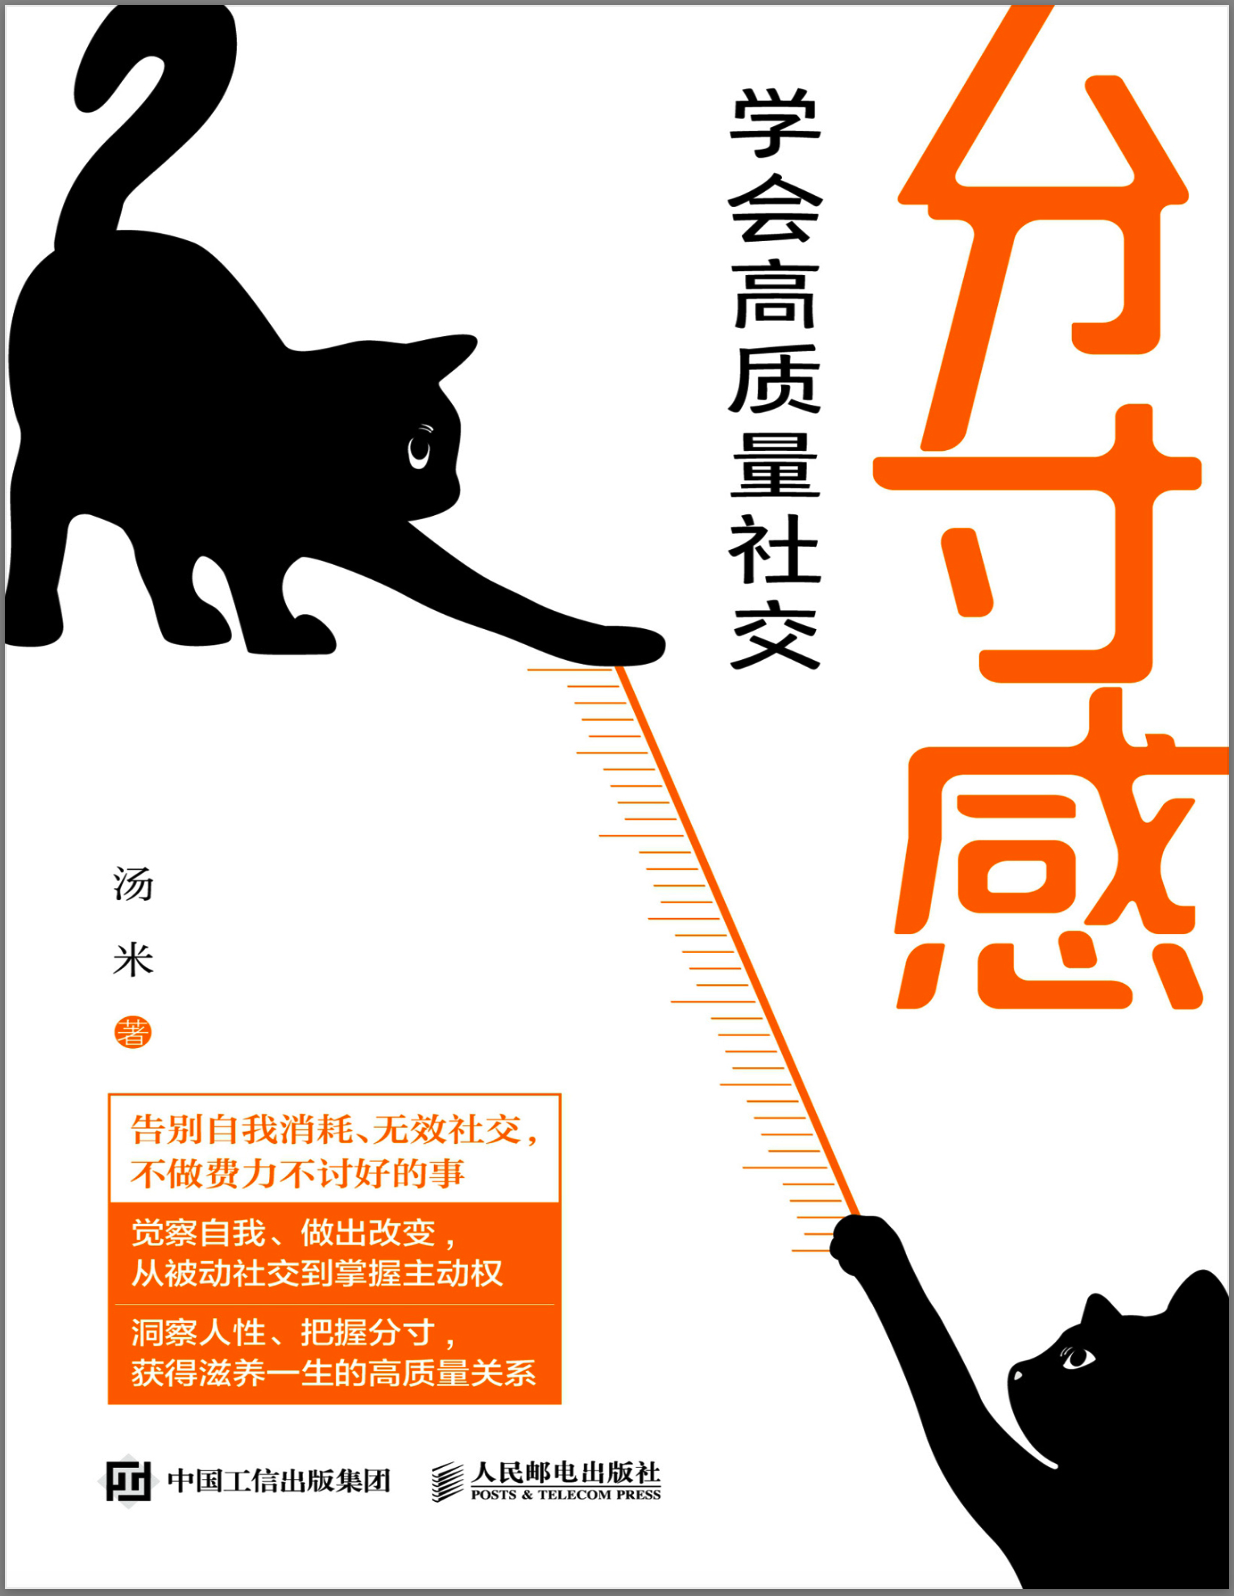 分寸感
学会高质量社交
汤米
著
告别自我消耗、无效社交，
不做费力不讨好的事
觉察自我、做出改变，
从被动社交到掌握主动权
洞察人性、把握分寸，
获得滋养一生的高质量关系
中国工信出版集团
人民邮电出版社
POSTS & TELECOM PRESS